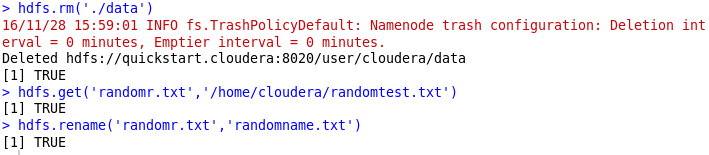 > hdfs.rm('./data')
16/11/28 15:59:01 INFO fs.TrashPolicyDefault: Namenode trash configuration: Deletion int
erval = 0 minutes, Emptier interval = 0 minutes.
Deleted hdfs://quickstart.cloudera:8020/user/cloudera/data
[1] TRUE
> hdfs.get('randomr.txt','/home/cloudera/randomtest.txt')
[1] TRUE
> hdfs.rename('randomr.txt','randomname.txt')
[1] TRUE